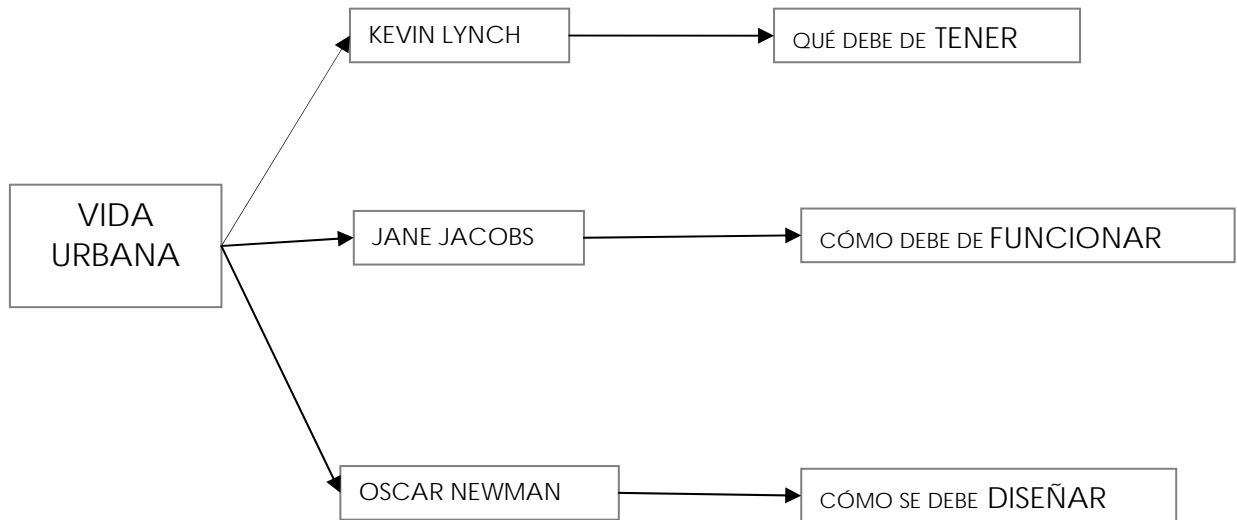 KEVIN LYNCH
QUÉ DEBE DE TENER
VIDA
URBANA
JANE JACOBS
CÓMO DEBE DE FUNCIONAR
OSCAR NEWMAN
CÓMO SE DEBE DISEÑAR